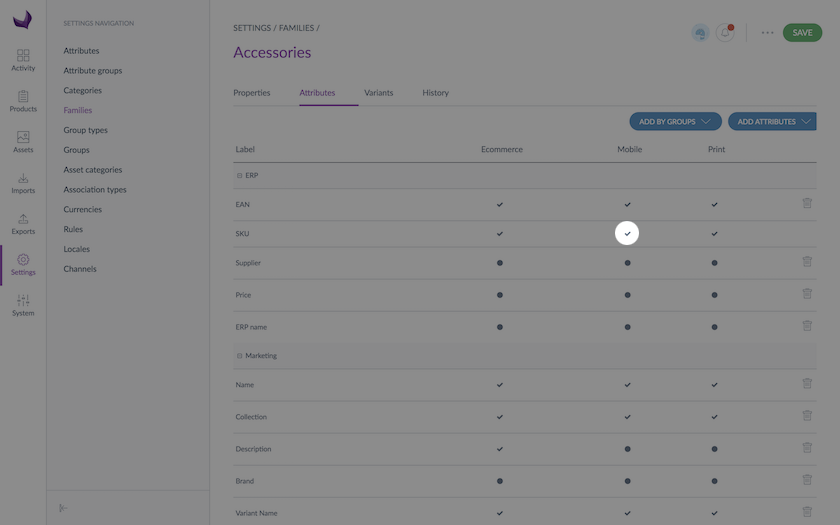 SETTINGS NAVIGATION
Activity
Products
Assets
Imports
Exports
Settings
System
Attributes
Attribute groups
Categories
Families
Group types
Groups
Asset categories
Association types
Currencies
Rules
Locales
Channels
SETTINGS / FAMILIES /
SAVE
Accessories
Properties Attributes Variants History
ADD BY GROUPS ADD ATTRIBUTES
Label Ecommerce Mobile Print
ERP
EAN
SKU
Supplier
Price
ERP name
Marketing
Name
Collection
Description
Brand
Variant Name